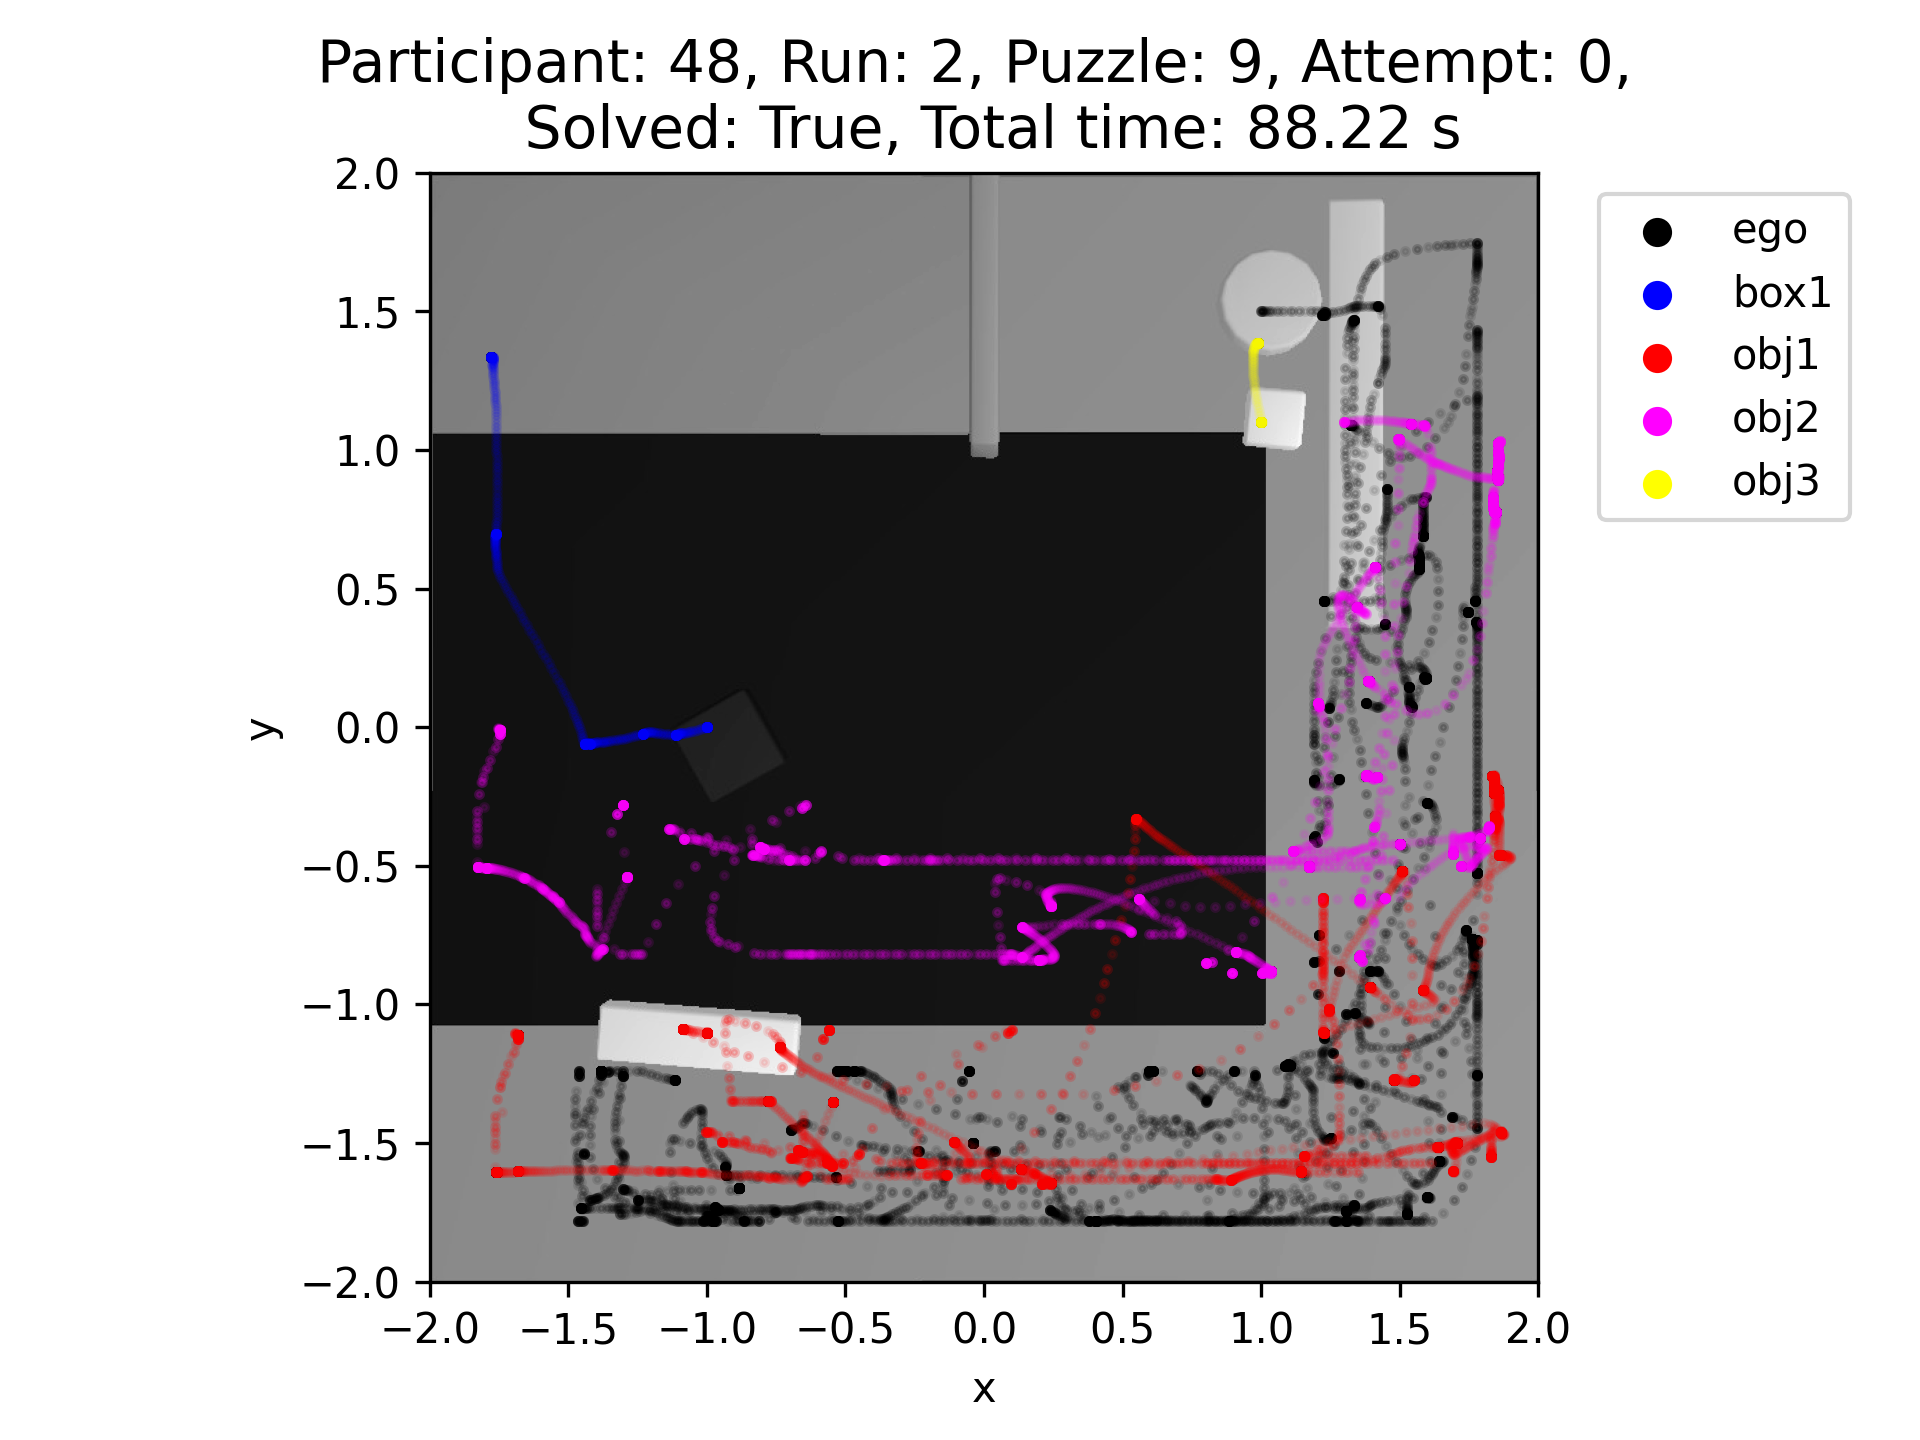 Participant: 48, Run: 2, Puzzle: 9, Attempt: 0,
Solved: True, Total time: 88.22 s
2.0
1.5
1.0
0.5
0.0
−0.5
−1.0
−1.5
−2.0
y
−2.0 −1.5 −1.0 −0.5 0.0 0.5 1.0 1.5 2.0
x
ego
box1
obj1
obj2
obj3